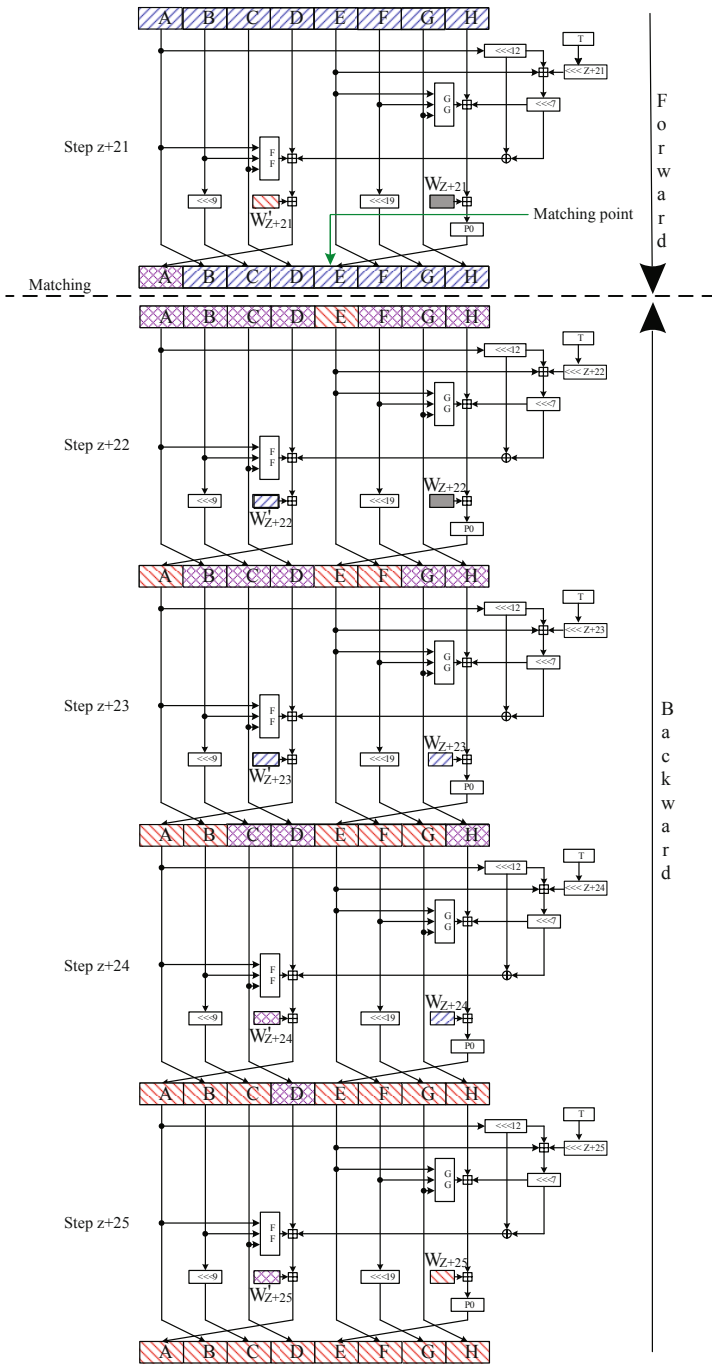 A B C D E F G H
<<<12
T
<<< Z+21
G G
<<<7
Step z+21
F F
<<<9
W'Z+21
<<<19
WZ+21
P0
Matching point
Forward
A B C D E F G H
Matching
A B C D E F G H
<<<12
T
<<< Z+22
G G
<<<7
Step z+22
F F
<<<9
W'Z+22
<<<19
WZ+22
P0
A B C D E F G H
<<<12
T
<<< Z+23
G G
<<<7
Step z+23
F F
<<<9
W'Z+23
<<<19
WZ+23
P0
Backward
A B C D E F G H
<<<12
T
<<< Z+24
G G
<<<7
Step z+24
F F
<<<9
W'Z+24
<<<19
WZ+24
P0
A B C D E F G H
<<<12
T
<<< Z+25
G G
<<<7
Step z+25
F F
<<<9
W'Z+25
<<<19
WZ+25
P0
A B C D E F G H